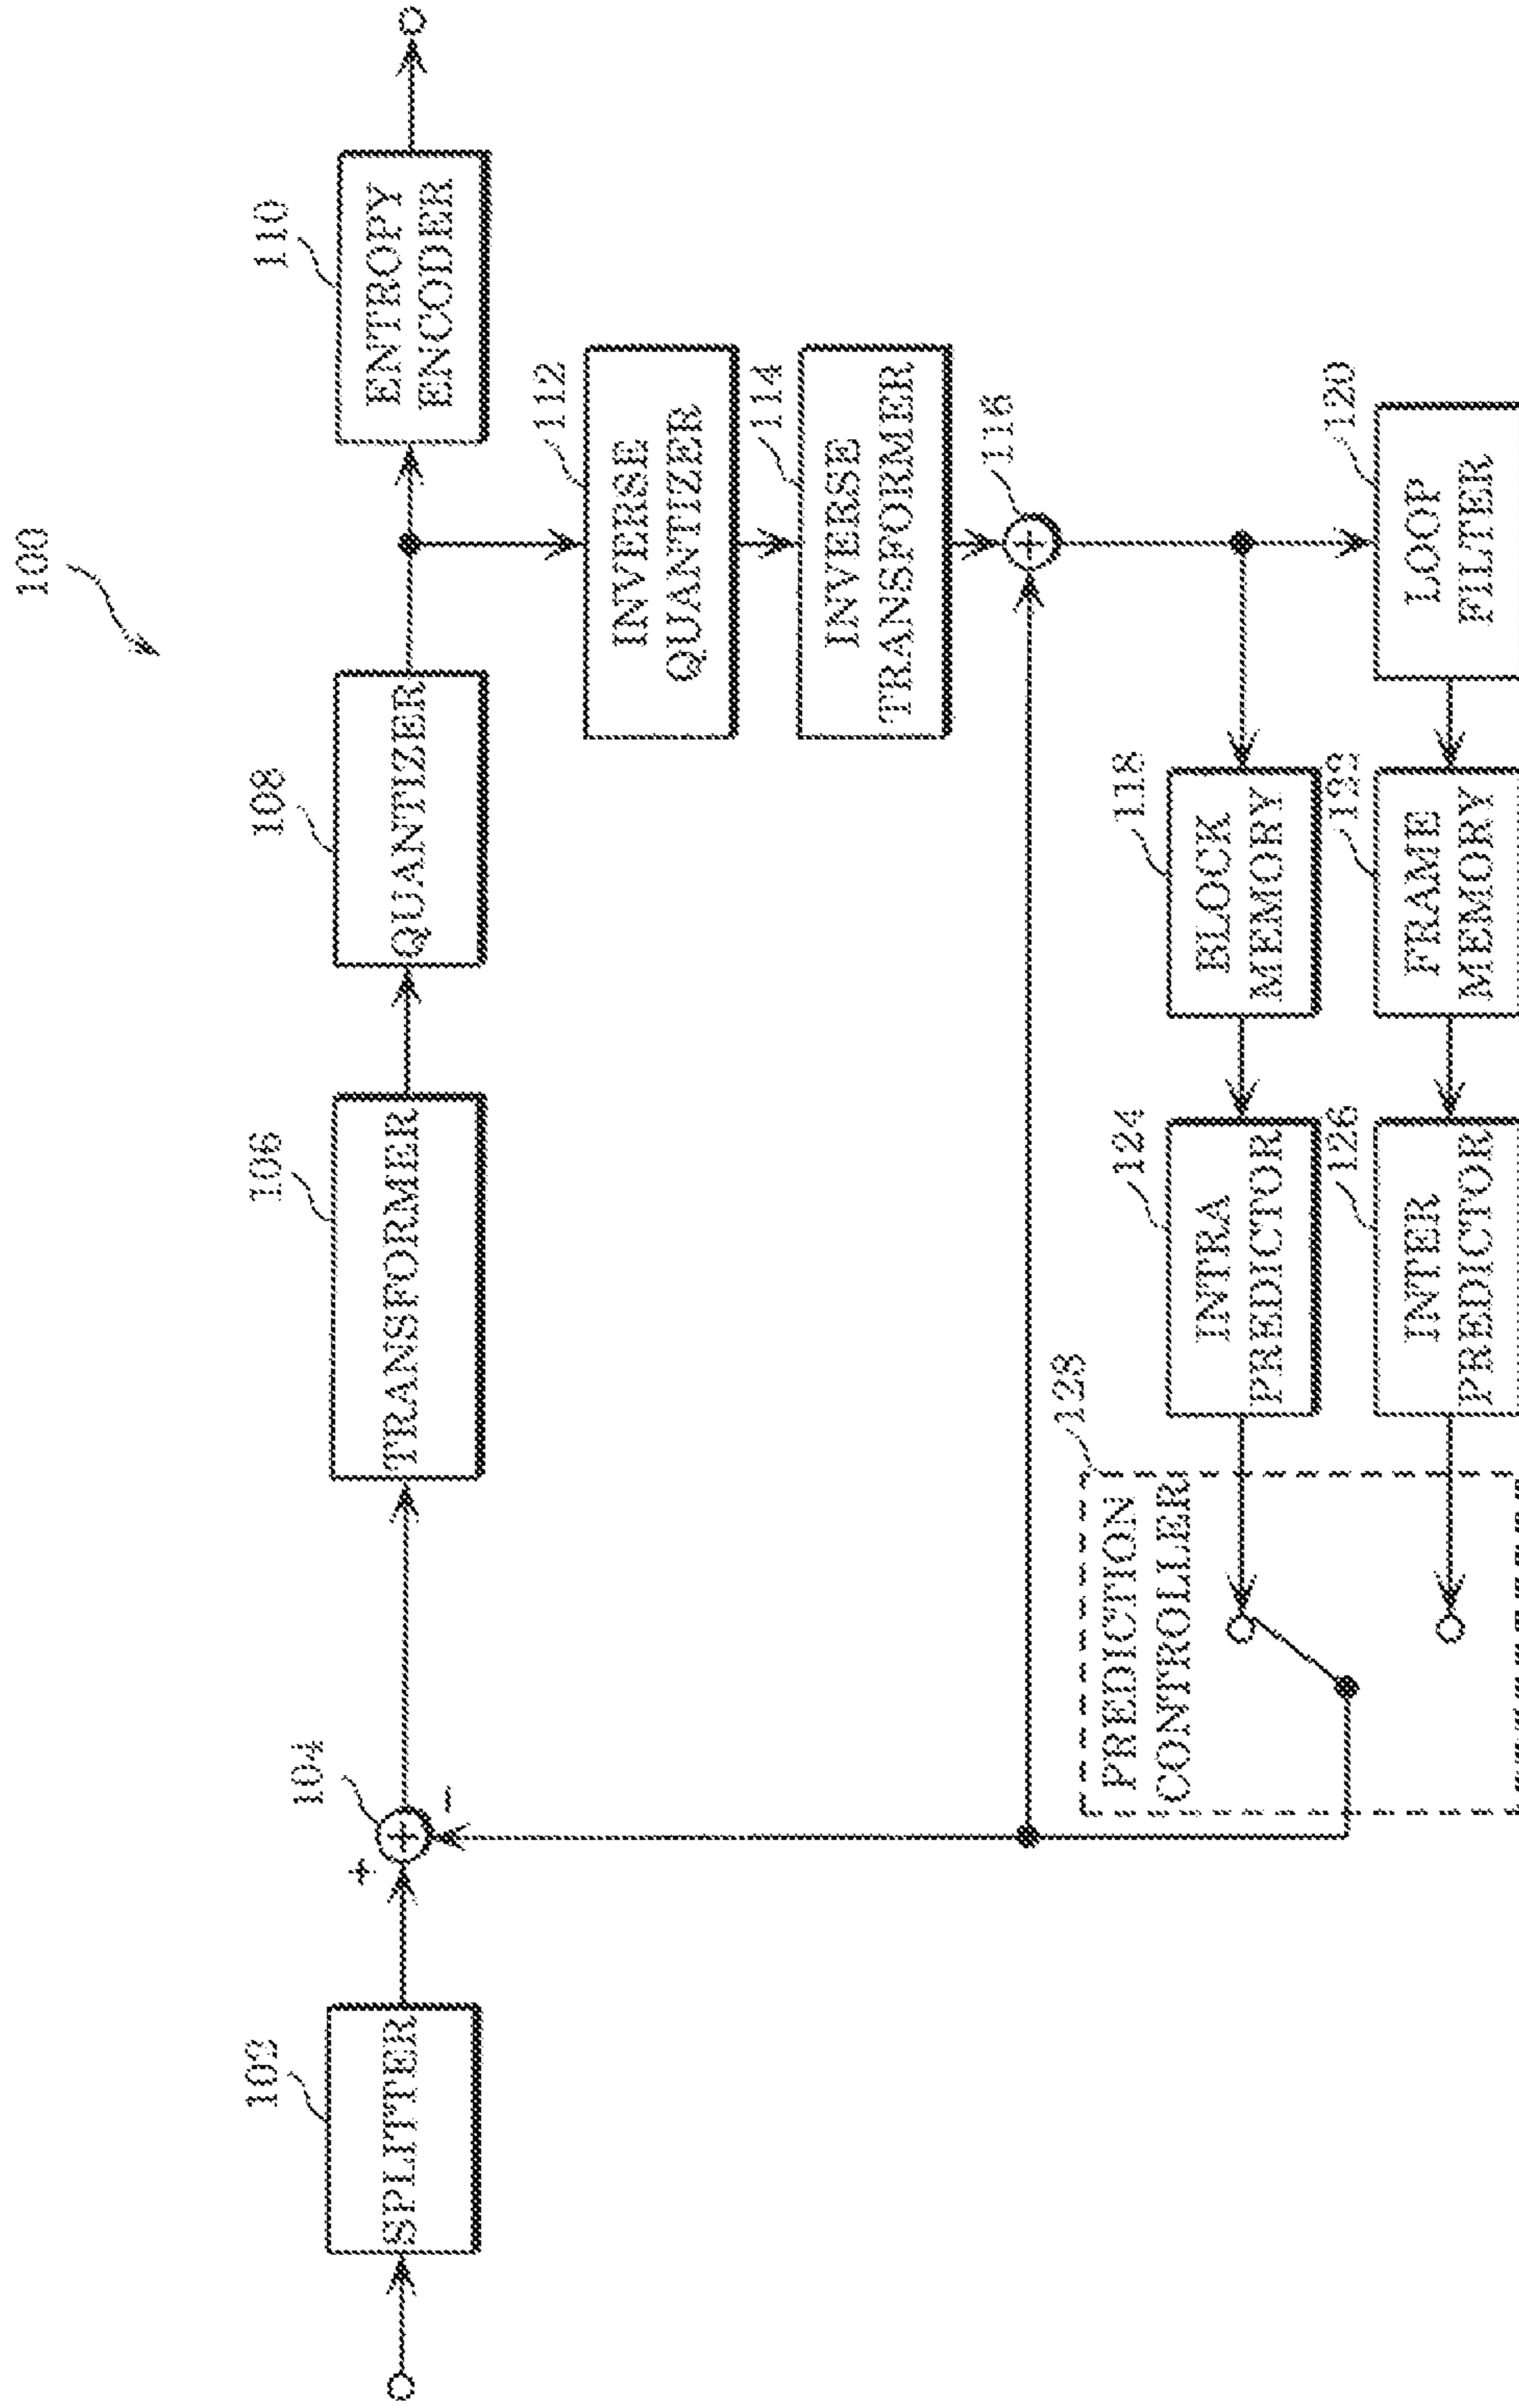 100
102
SPLITTER
104
+
-
106
TRANSFORMER
108
QUANTIZER
110
ENTROPY
ENCODER
112
INVERSE
QUANTIZER
114
INVERSE
TRANSFORMER
116
128
PREDICTION
CONTROLLER
124
INTRA
PREDICTOR
118
BLOCK
MEMORY
126
INTER
PREDICTOR
122
FRAME
MEMORY
120
LOOP
FILTER